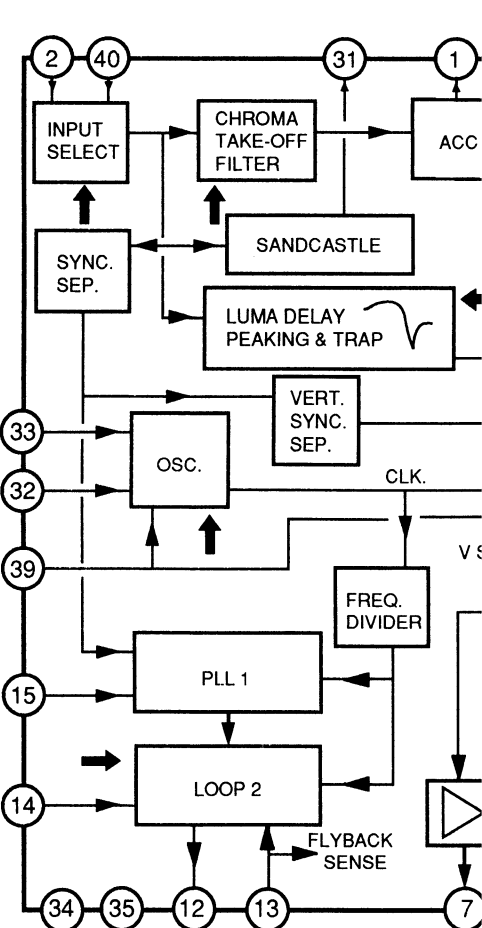 2 40 31 1
INPUT
SELECT
CHROMA
TAKE-OFF
FILTER
ACC
SYNC.
SEP.
SANDCASTLE
LUMA DELAY
PEAKING & TRAP
VERT.
SYNC.
SEP.
33
OSC.
32
CLK.
39
V S
FREQ.
DIVIDER
PLL 1
15
LOOP 2
14
FLYBACK
SENSE
34 35 12 13 7